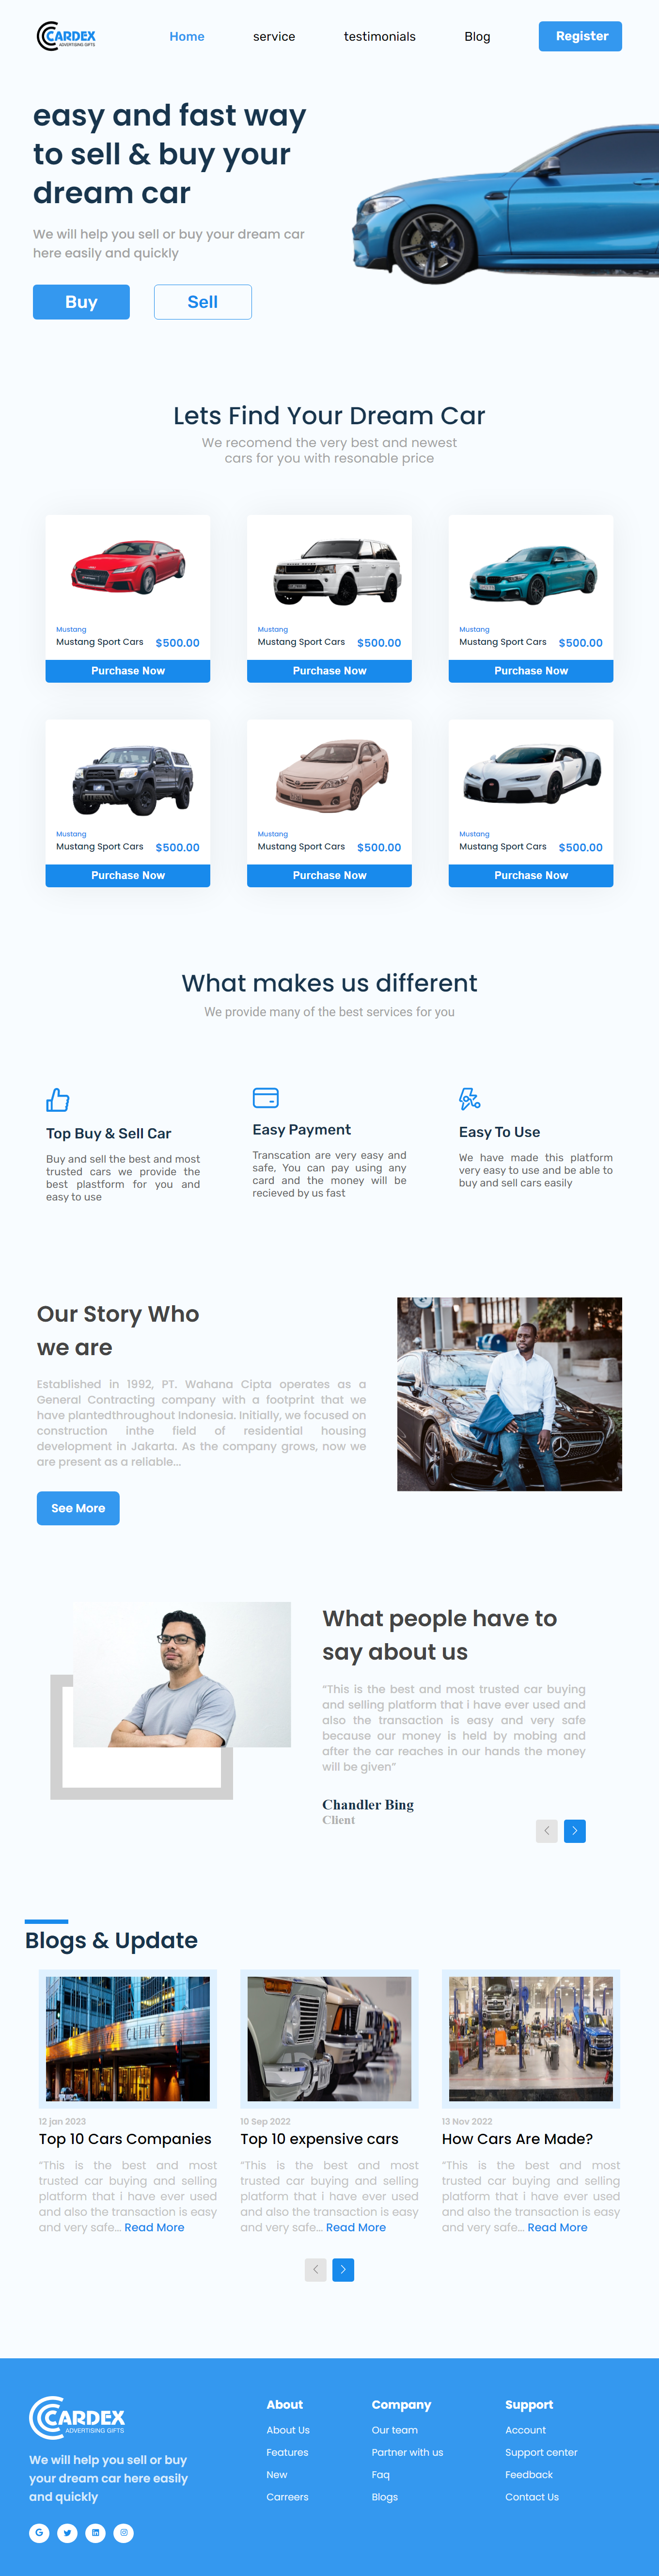 CARDEX
ADVERTISING GIFTS
Home service testimonials Blog Register
easy and fast way
to sell & buy your
dream car
We will help you sell or buy your dream car
here easily and quickly
Buy Sell
Lets Find Your Dream Car
We recomend the very best and newest
cars for you with resonable price
Mustang
Mustang Sport Cars $500.00
Purchase Now
Mustang
Mustang Sport Cars $500.00
Purchase Now
Mustang
Mustang Sport Cars $500.00
Purchase Now
Mustang
Mustang Sport Cars $500.00
Purchase Now
Mustang
Mustang Sport Cars $500.00
Purchase Now
Mustang
Mustang Sport Cars $500.00
Purchase Now
What makes us different
We provide many of the best services for you
Top Buy & Sell Car
Buy and sell the best and most
trusted cars we provide the
best plastform for you and
easy to use
Easy Payment
Transcation are very easy and
safe, You can pay using any
card and the money will be
recieved by us fast
Easy To Use
We have made this platform
very easy to use and be able to
buy and sell cars easily
Our Story Who
we are
Established in 1992, PT. Wahana Cipta operates as a
General Contracting company with a footprint that we
have plantedthroughout Indonesia. Initially, we focused on
construction inthe field of residential housing
development in Jakarta. As the company grows, now we
are present as a reliable...
See More
What people have to
say about us
“This is the best and most trusted car buying
and selling platform that i have ever used and
also the transaction is easy and very safe
because our money is held by mobing and
after the car reaches in our hands the money
will be given”
Chandler Bing
Client
Blogs & Update
CLINIC
12 jan 2023
Top 10 Cars Companies
“This is the best and most
trusted car buying and selling
platform that i have ever used
and also the transaction is easy
and very safe... Read More
10 Sep 2022
Top 10 expensive cars
“This is the best and most
trusted car buying and selling
platform that i have ever used
and also the transaction is easy
and very safe... Read More
13 Nov 2022
How Cars Are Made?
“This is the best and most
trusted car buying and selling
platform that i have ever used
and also the transaction is easy
and very safe... Read More
CARDEX
ADVERTISING GIFTS
We will help you sell or buy
your dream car here easily
and quickly
About
About Us
Features
New
Carreers
Company
Our team
Partner with us
Faq
Blogs
Support
Account
Support center
Feedback
Contact Us